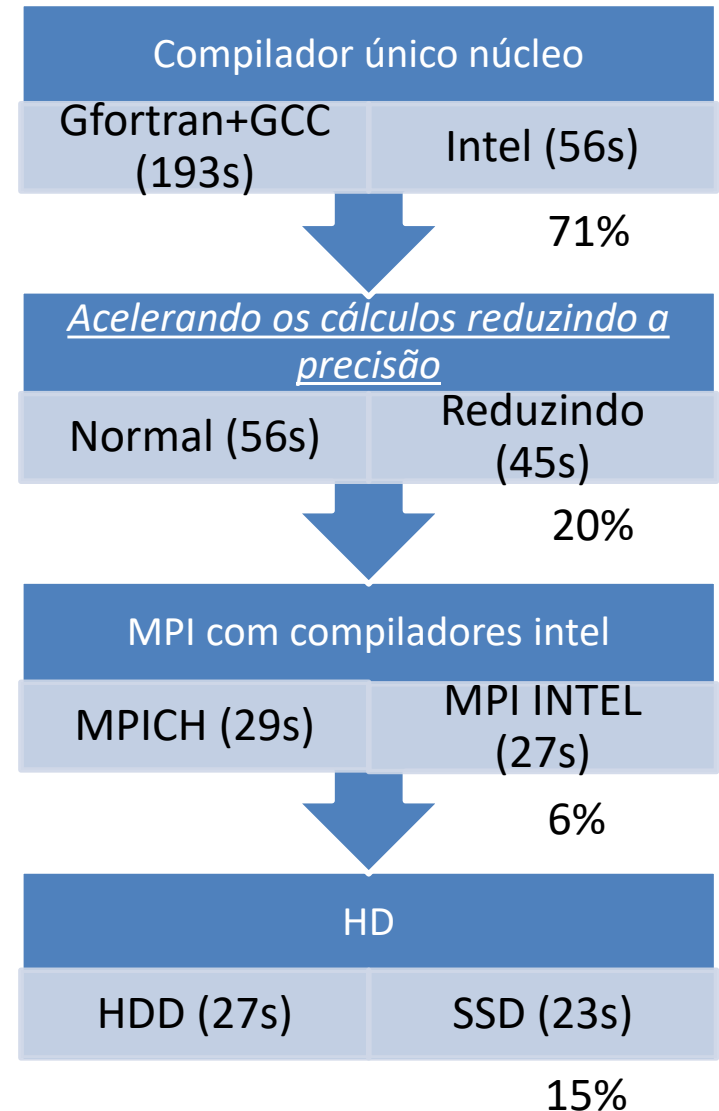 Compilador único núcleo
Gfortran+GCC
(193s)
Intel (56s)
71%
Acelerando os cálculos reduzindo a
precisão
Normal (56s)
Reduzindo
(45s)
20%
MPI com compiladores intel
MPICH (29s)
MPI INTEL
(27s)
6%
HD
HDD (27s)
SSD (23s)
15%